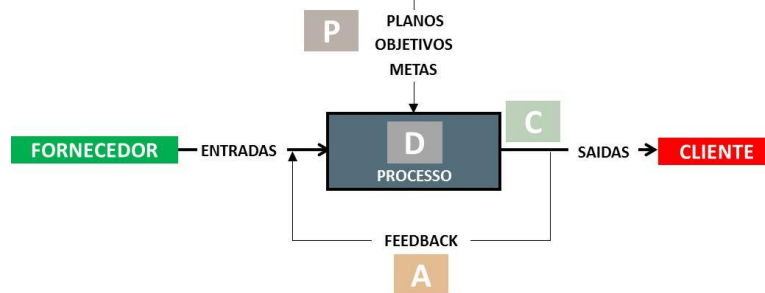 P
PLANOS
OBJETIVOS
METAS
C
FORNECEDOR
ENTRADAS
D
PROCESSO
SAIDAS
CLIENTE
FEEDBACK
A